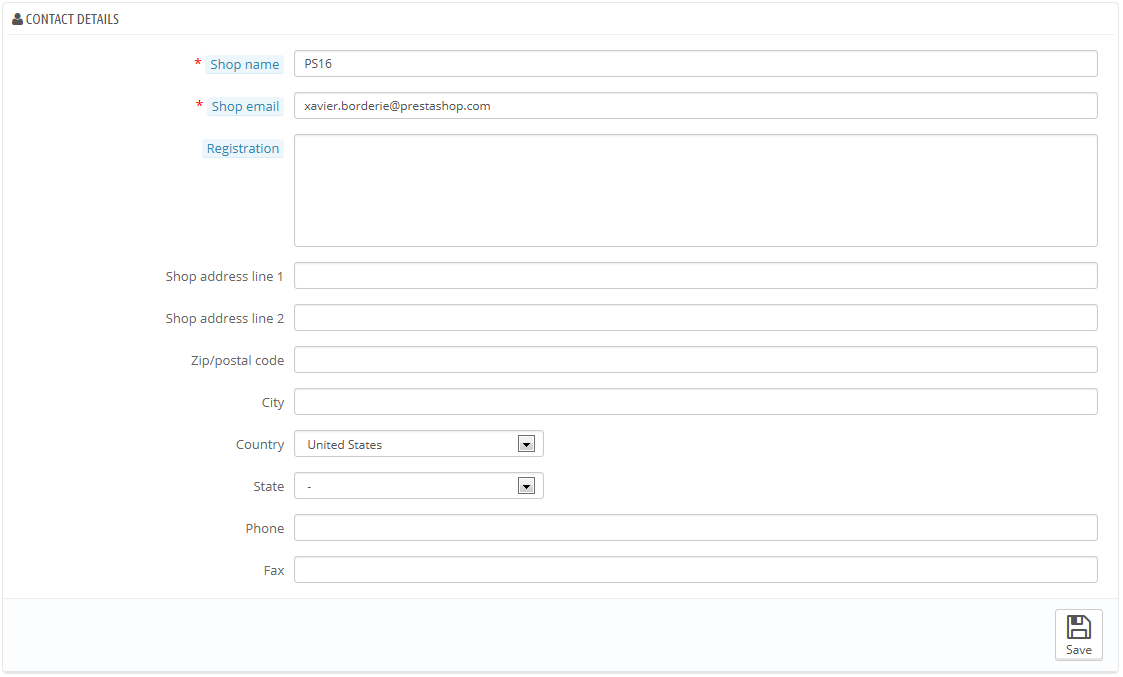 CONTACT DETAILS
* Shop name PS16
* Shop email xavier.borderie@prestashop.com
Registration
Shop address line 1
Shop address line 2
Zip/postal code
City
Country United States
State -
Phone
Fax
Save